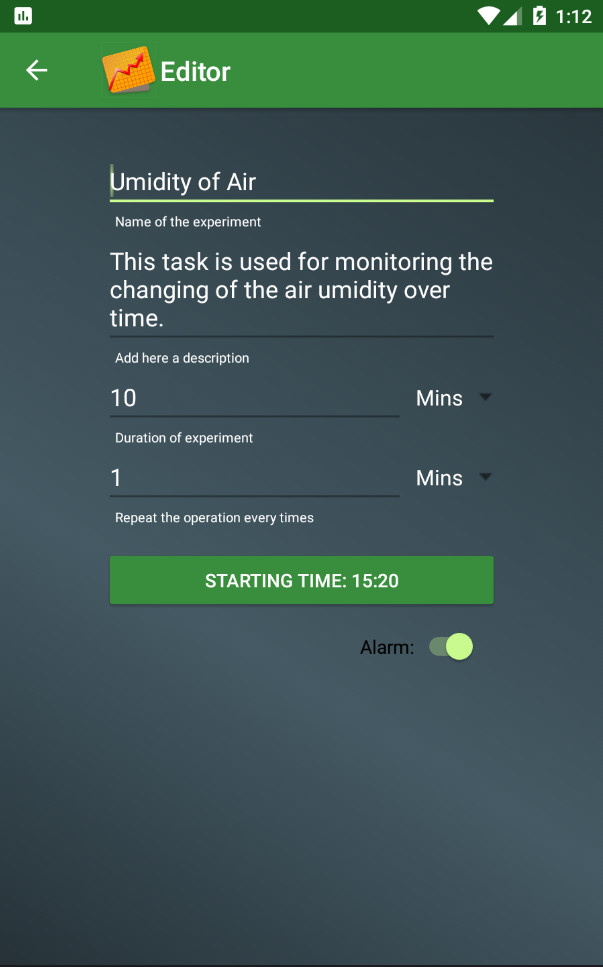 1:12
Editor
Umidity of Air
Name of the experiment
This task is used for monitoring the
changing of the air umidity over
time.
Add here a description
10 Mins
Duration of experiment
1 Mins
Repeat the operation every times
STARTING TIME: 15:20
Alarm: